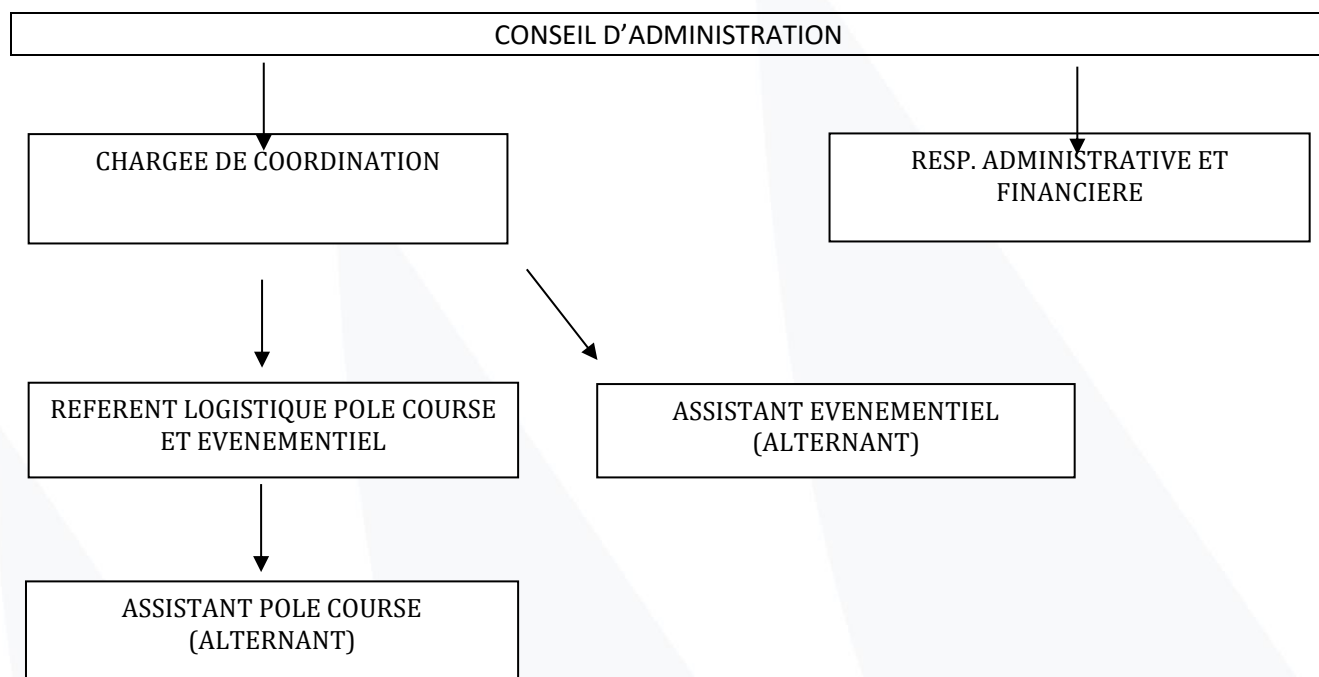 CONSEIL D’ADMINISTRATION
CHARGEE DE COORDINATION
RESP. ADMINISTRATIVE ET
FINANCIERE
REFERENT LOGISTIQUE POLE COURSE
ET EVENEMENTIEL
ASSISTANT EVENEMENTIEL
(ALTERNANT)
ASSISTANT POLE COURSE
(ALTERNANT)